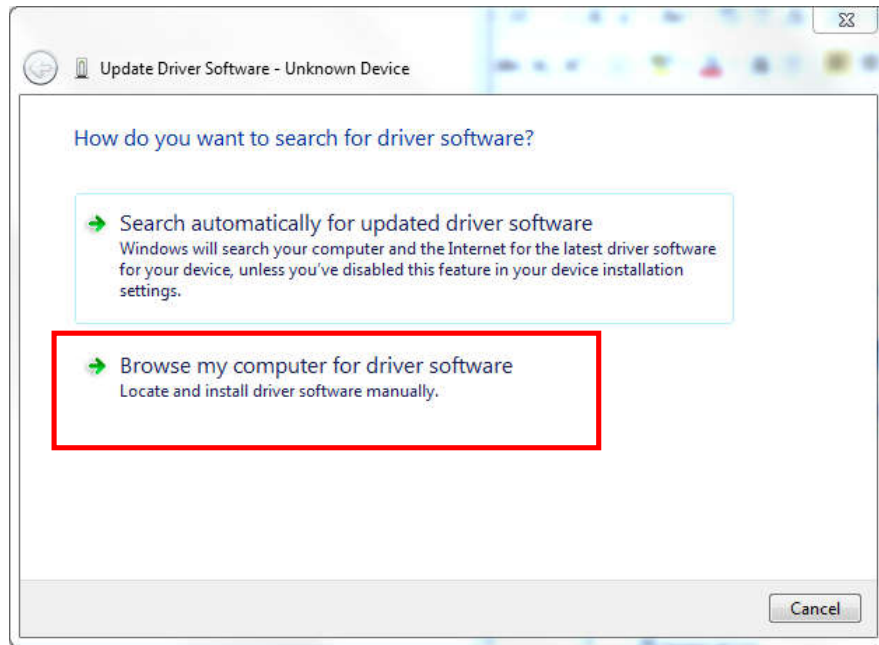 Update Driver Software - Unknown Device
How do you want to search for driver software?
Search automatically for updated driver software
Windows will search your computer and the Internet for the latest driver software
for your device, unless you've disabled this feature in your device installation
settings.
Browse my computer for driver software
Locate and install driver software manually.
Cancel